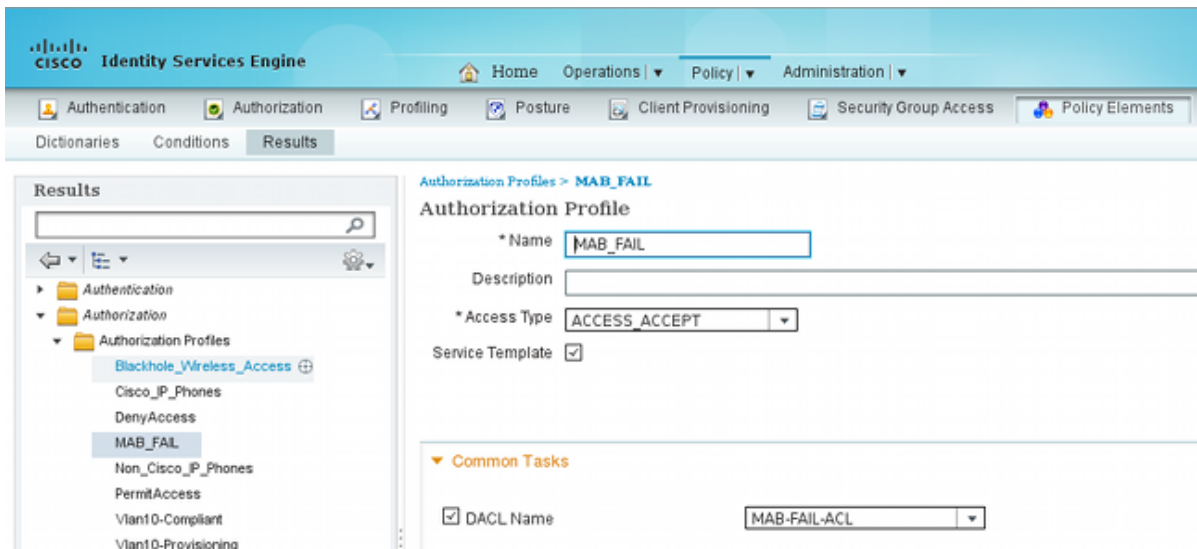 CISCO Identity Services Engine
Home Operations Policy Administration
Authentication Authorization Profiling Posture Client Provisioning Security Group Access Policy Elements
Dictionaries Conditions Results
Results
Authentication
Authorization
Authorization Profiles
Blackhole_Wireless_Access
Cisco_IP_Phones
DenyAccess
MAB_FAIL
Non_Cisco_IP_Phones
PermitAccess
Vlan10-Compliant
Vlan10-Provisioning
Authorization Profiles > MAB_FAIL
Authorization Profile
* Name MAB_FAIL
Description
* Access Type ACCESS_ACCEPT
Service Template
Common Tasks
DACL Name MAB-FAIL-ACL